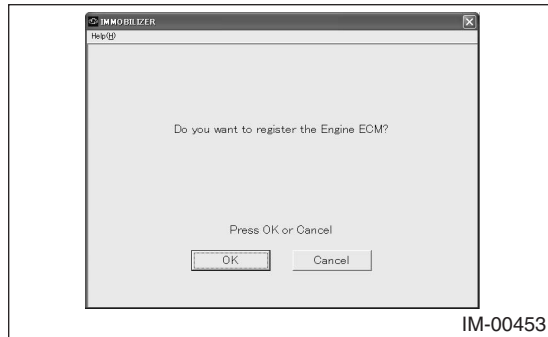 IMMOBILIZER
Help(H)
Do you want to register the Engine ECM?
Press OK or Cancel
OK Cancel
IM-00453